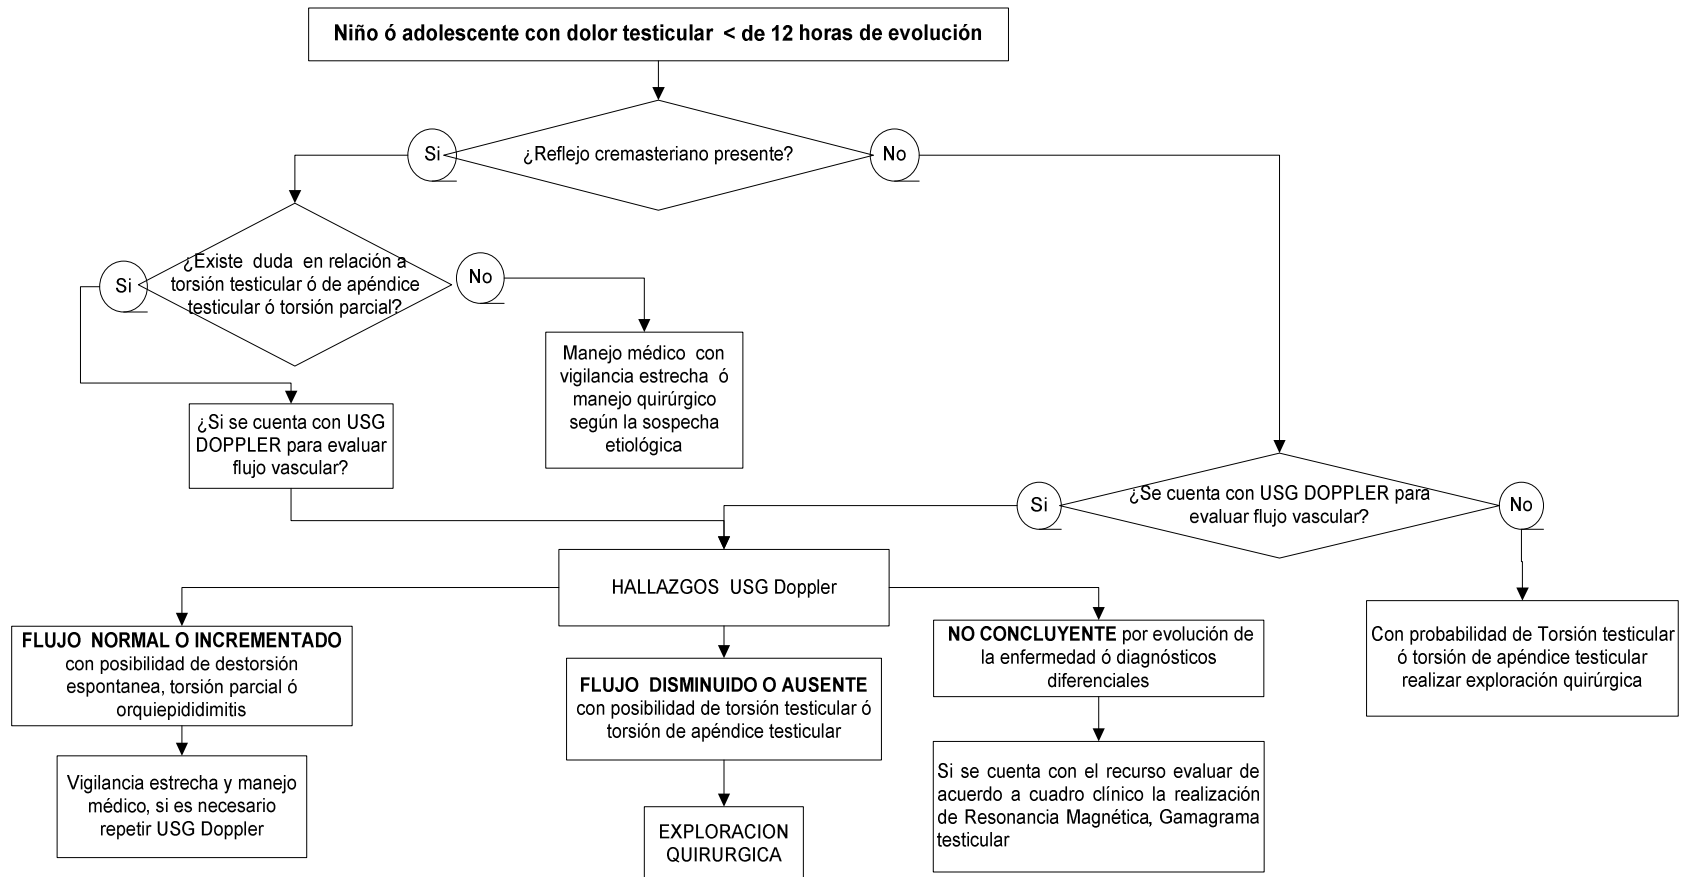 Niño ó adolescente con dolor testicular < de 12 horas de evolución
Si
¿Reflejo cremasteriano presente?
No
Si
¿Existe duda en relación a
torsión testicular ó de apéndice
testicular ó torsión parcial?
No
Manejo médico con
vigilancia estrecha ó
manejo quirúrgico
según la sospecha
etiológica
¿Si se cuenta con USG
DOPPLER para evaluar
flujo vascular?
Si
¿Se cuenta con USG DOPPLER para
evaluar flujo vascular?
No
HALLAZGOS USG Doppler
FLUJO NORMAL O INCREMENTADO
con posibilidad de destorsión
espontanea, torsión parcial ó
orquiepididimitis
FLUJO DISMINUIDO O AUSENTE
con posibilidad de torsión testicular ó
torsión de apéndice testicular
NO CONCLUYENTE por evolución de
la enfermedad ó diagnósticos
diferenciales
Con probabilidad de Torsión testicular
ó torsión de apéndice testicular
realizar exploración quirúrgica
Vigilancia estrecha y manejo
médico, si es necesario
repetir USG Doppler
EXPLORACION
QUIRURGICA
Si se cuenta con el recurso evaluar de
acuerdo a cuadro clínico la realización
de Resonancia Magnética, Gamagrama
testicular